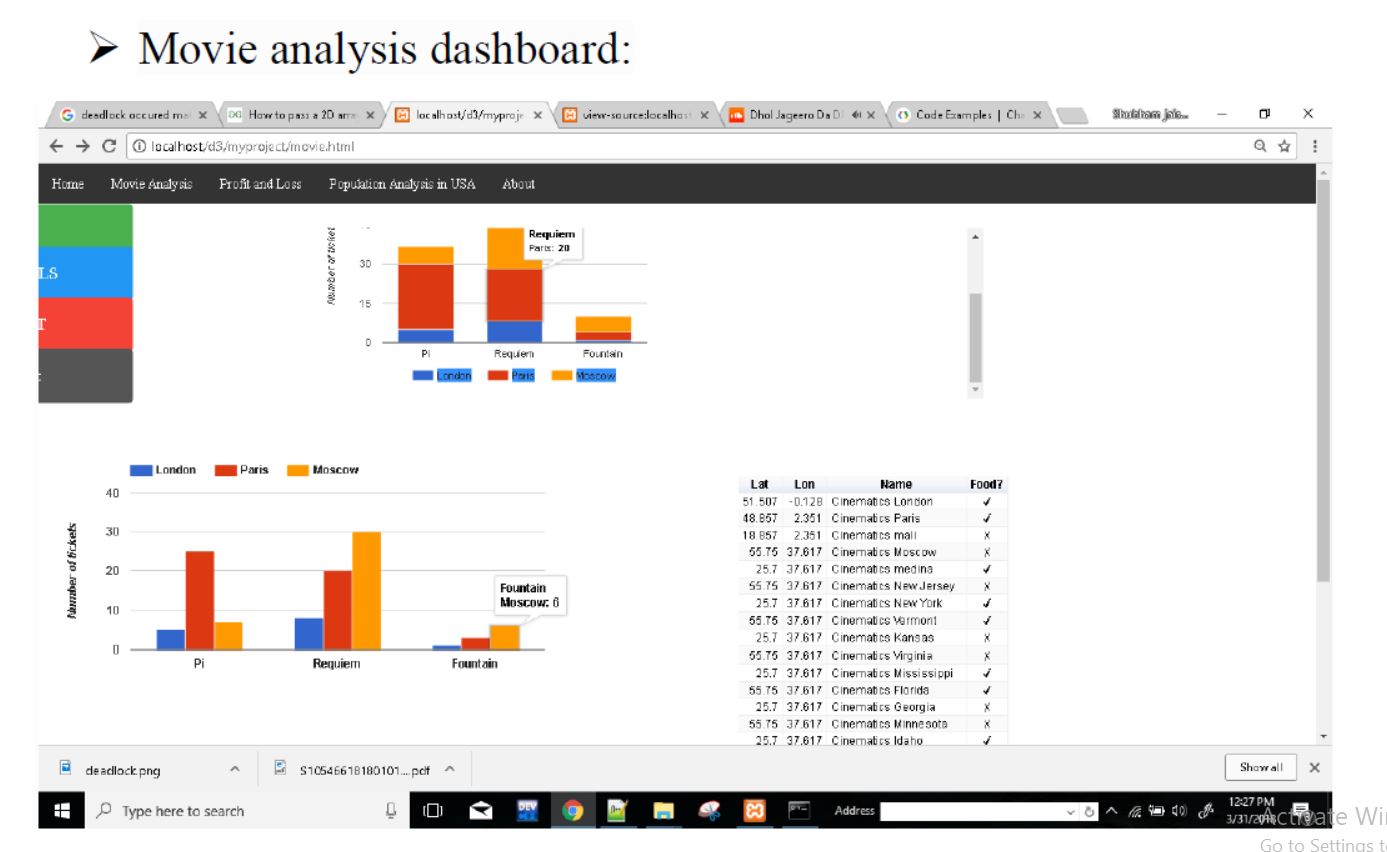 ➢ Movie analysis dashboard:
deadlock occured ma
How to pass a 2D arra
localhost/d3/myproje
view-source:localhost
Dhol Jageero Da D
Code Examples | Cha
localhost/d3/myproject/movie.html
Home Movie Analysis Profit and Loss Population Analysis in USA About
LS
T
Number of ticket
30
15
0
Requiem
Paris: 20
Pi Requiem Fountain
London Paris Moscow
London Paris Moscow
Number of tickets
40
30
20
10
0
Fountain
Moscow: 6
Pi Requiem Fountain
Lat Lon Name Food?
51.507 -0.128 Cinematics London ✓
48.857 2.351 Cinematics Paris ✓
18.857 2.351 Cinematics mali ✗
55.75 37.617 Cinematics Moscow ✗
25.7 37.617 Cinematics medina ✓
55.75 37.617 Cinematics New Jersey ✗
25.7 37.617 Cinematics New York ✓
55.75 37.617 Cinematics Vermont ✓
25.7 37.617 Cinematics Kansas ✗
55.75 37.617 Cinematics Virginia ✗
25.7 37.617 Cinematics Mississippi ✓
55.75 37.617 Cinematics Florida ✓
25.7 37.617 Cinematics Georgia ✗
55.75 37.617 Cinematics Minnesota ✗
25.7 37.617 Cinematics Idaho ✓
deadlock.png
S10546618180101....pdf
Show all
Type here to search
DEV
Address
12:27 PM
3/31/2018
Activate Wi
Go to Settings t